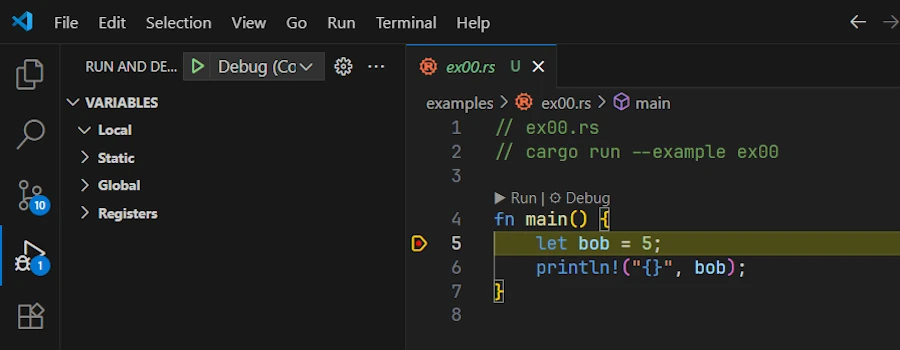 File Edit Selection View Go Run Terminal Help
RUN AND DE... Debug (Cc
ex00.rs U
VARIABLES
examples > ex00.rs > main
Local
1 // ex00.rs
Static
2 // cargo run --example ex00
Global
3
10
Run | Debug
Registers
4 fn main() {
5 let bob = 5;
1
6 println!("{}", bob);
7 }
8